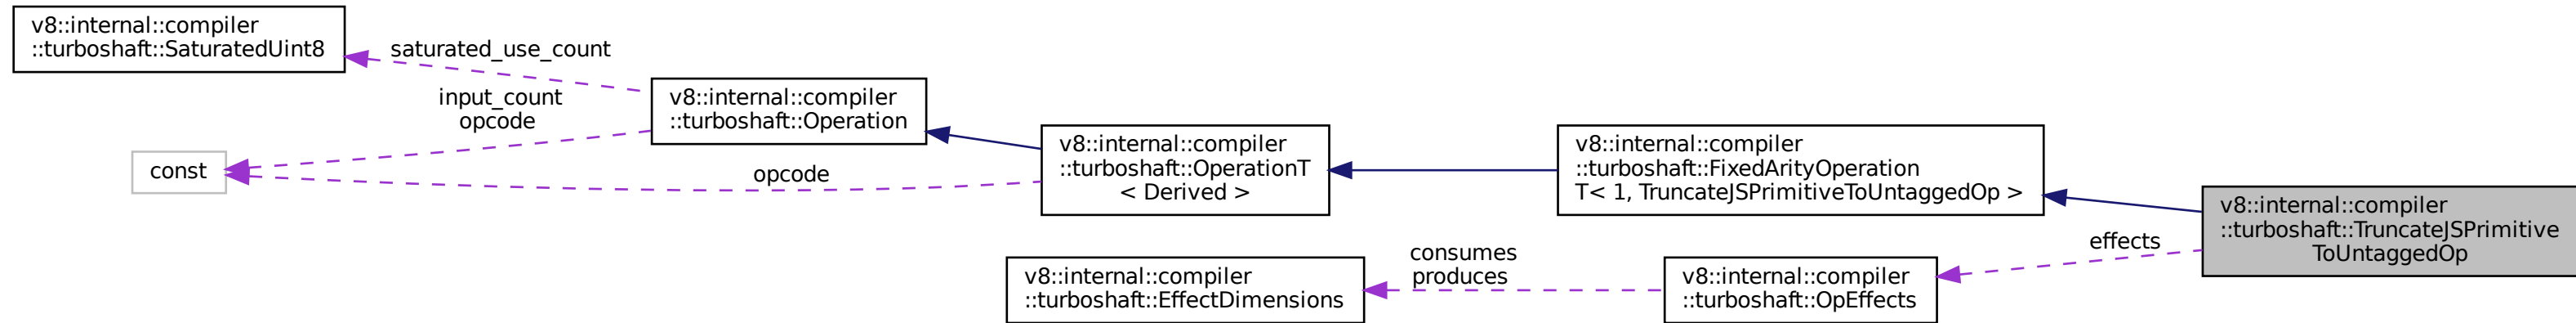 v8::internal::compiler
::turboshaft::SaturatedUint8
saturated_use_count
input_count
opcode
const
v8::internal::compiler
::turboshaft::Operation
opcode
v8::internal::compiler
::turboshaft::OperationT
< Derived >
v8::internal::compiler
::turboshaft::FixedArityOperation
T< 1, TruncateJSPrimitiveToUntaggedOp >
v8::internal::compiler
::turboshaft::TruncateJSPrimitive
ToUntaggedOp
effects
consumes
produces
v8::internal::compiler
::turboshaft::EffectDimensions
v8::internal::compiler
::turboshaft::OpEffects